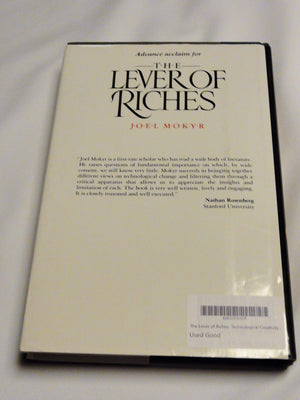 Advance acclaim for
THE
LEVER OF
RICHES
JOEL MOKYR
"Joel Mokyr is a first-rate scholar who has read a wide body of literature.
He raises questions of fundamental importance on which, by wide
consent, we still know very little. Mokyr succeeds in bringing together
different views on technological change and filtering them through a
critical apparatus that allows us to appreciate the insights and
limitation of each. The book is very well written, lively and engaging.
It is closely reasoned and well executed."
Nathan Rosenberg
Stanford University
The Lever of Riches: Technological Creativity
Used Good